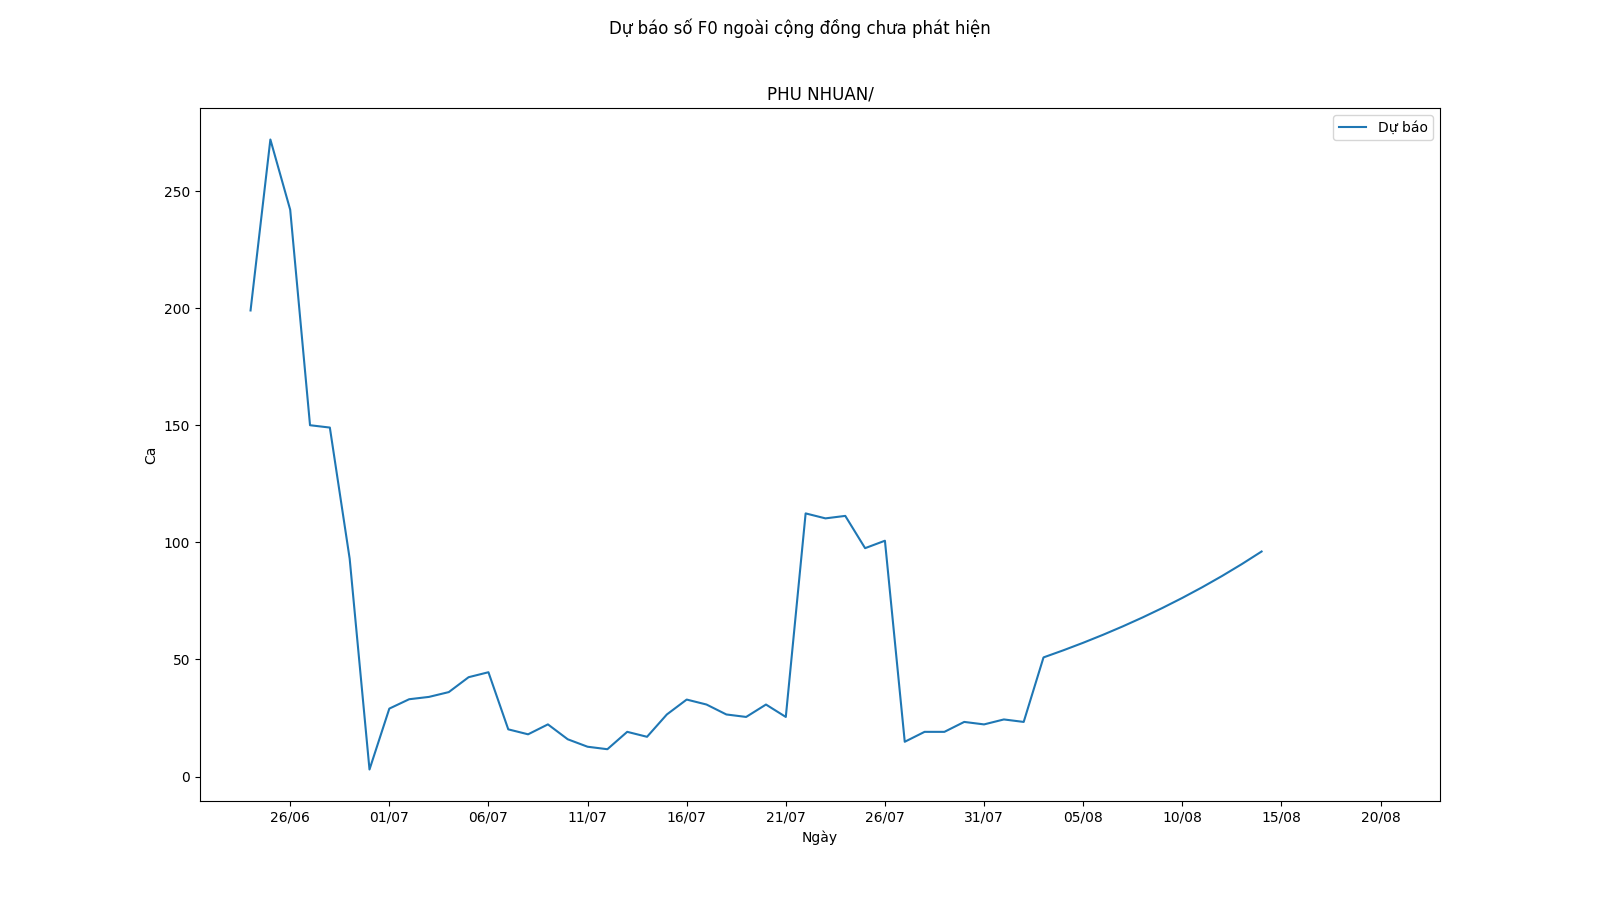 Dự báo số F0 ngoài cộng đồng chưa phát hiện
PHU NHUAN/
Dự báo
250
200
150
100
50
0
Ca
26/06 01/07 06/07 11/07 16/07 21/07 26/07 31/07 05/08 10/08 15/08 20/08
Ngày